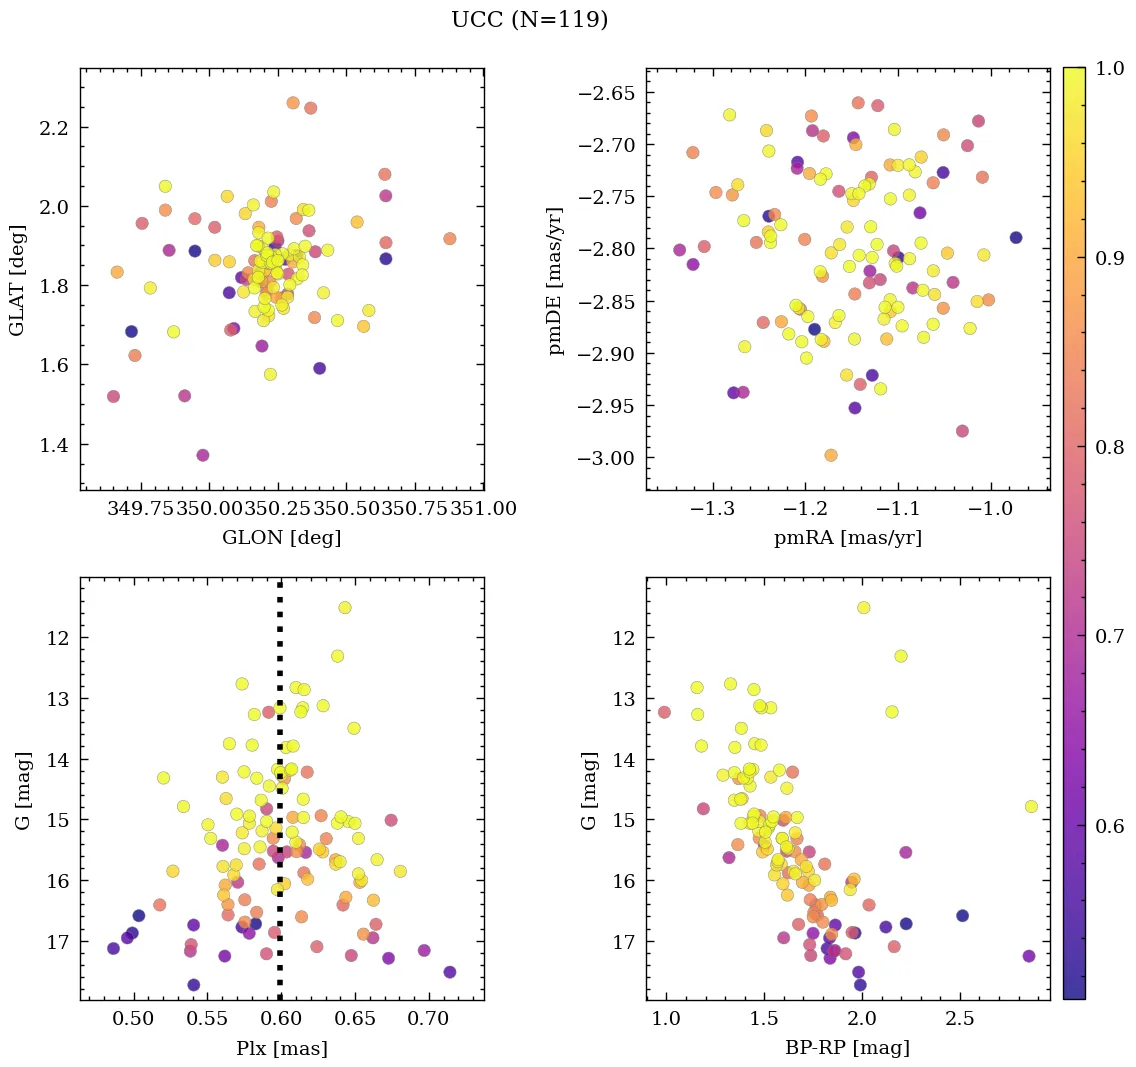 UCC (N=119)
2.2
2.0
1.8
1.6
1.4
GLAT [deg]
349.75 350.00 350.25 350.50 350.75 351.00
GLON [deg]
−2.65
−2.70
−2.75
−2.80
−2.85
−2.90
−2.95
−3.00
pmDE [mas/yr]
−1.3 −1.2 −1.1 −1.0
pmRA [mas/yr]
1.0
0.9
0.8
0.7
0.6
12
13
14
15
16
17
G [mag]
0.50 0.55 0.60 0.65 0.70
Plx [mas]
12
13
14
15
16
17
G [mag]
1.0 1.5 2.0 2.5
BP-RP [mag]